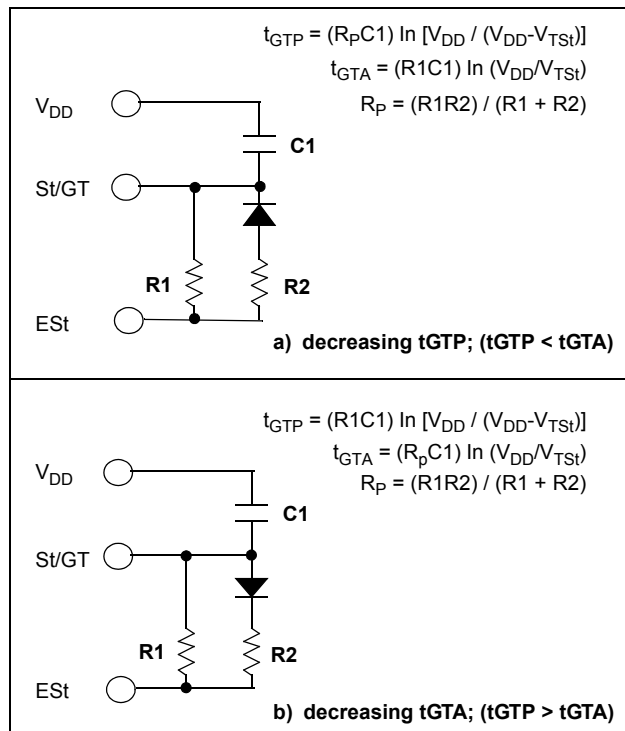 t_GTP = (R_PC1) ln [V_DD / (V_DD-V_TSt)]
t_GTA = (R1C1) ln (V_DD/V_TSt)
R_P = (R1R2) / (R1 + R2)
V_DD
C1
St/GT
R1
R2
ESt
a) decreasing tGTP; (tGTP < tGTA)
t_GTP = (R1C1) ln [V_DD / (V_DD-V_TSt)]
t_GTA = (R_pC1) ln (V_DD/V_TSt)
R_P = (R1R2) / (R1 + R2)
V_DD
C1
St/GT
R1
R2
ESt
b) decreasing tGTA; (tGTP > tGTA)